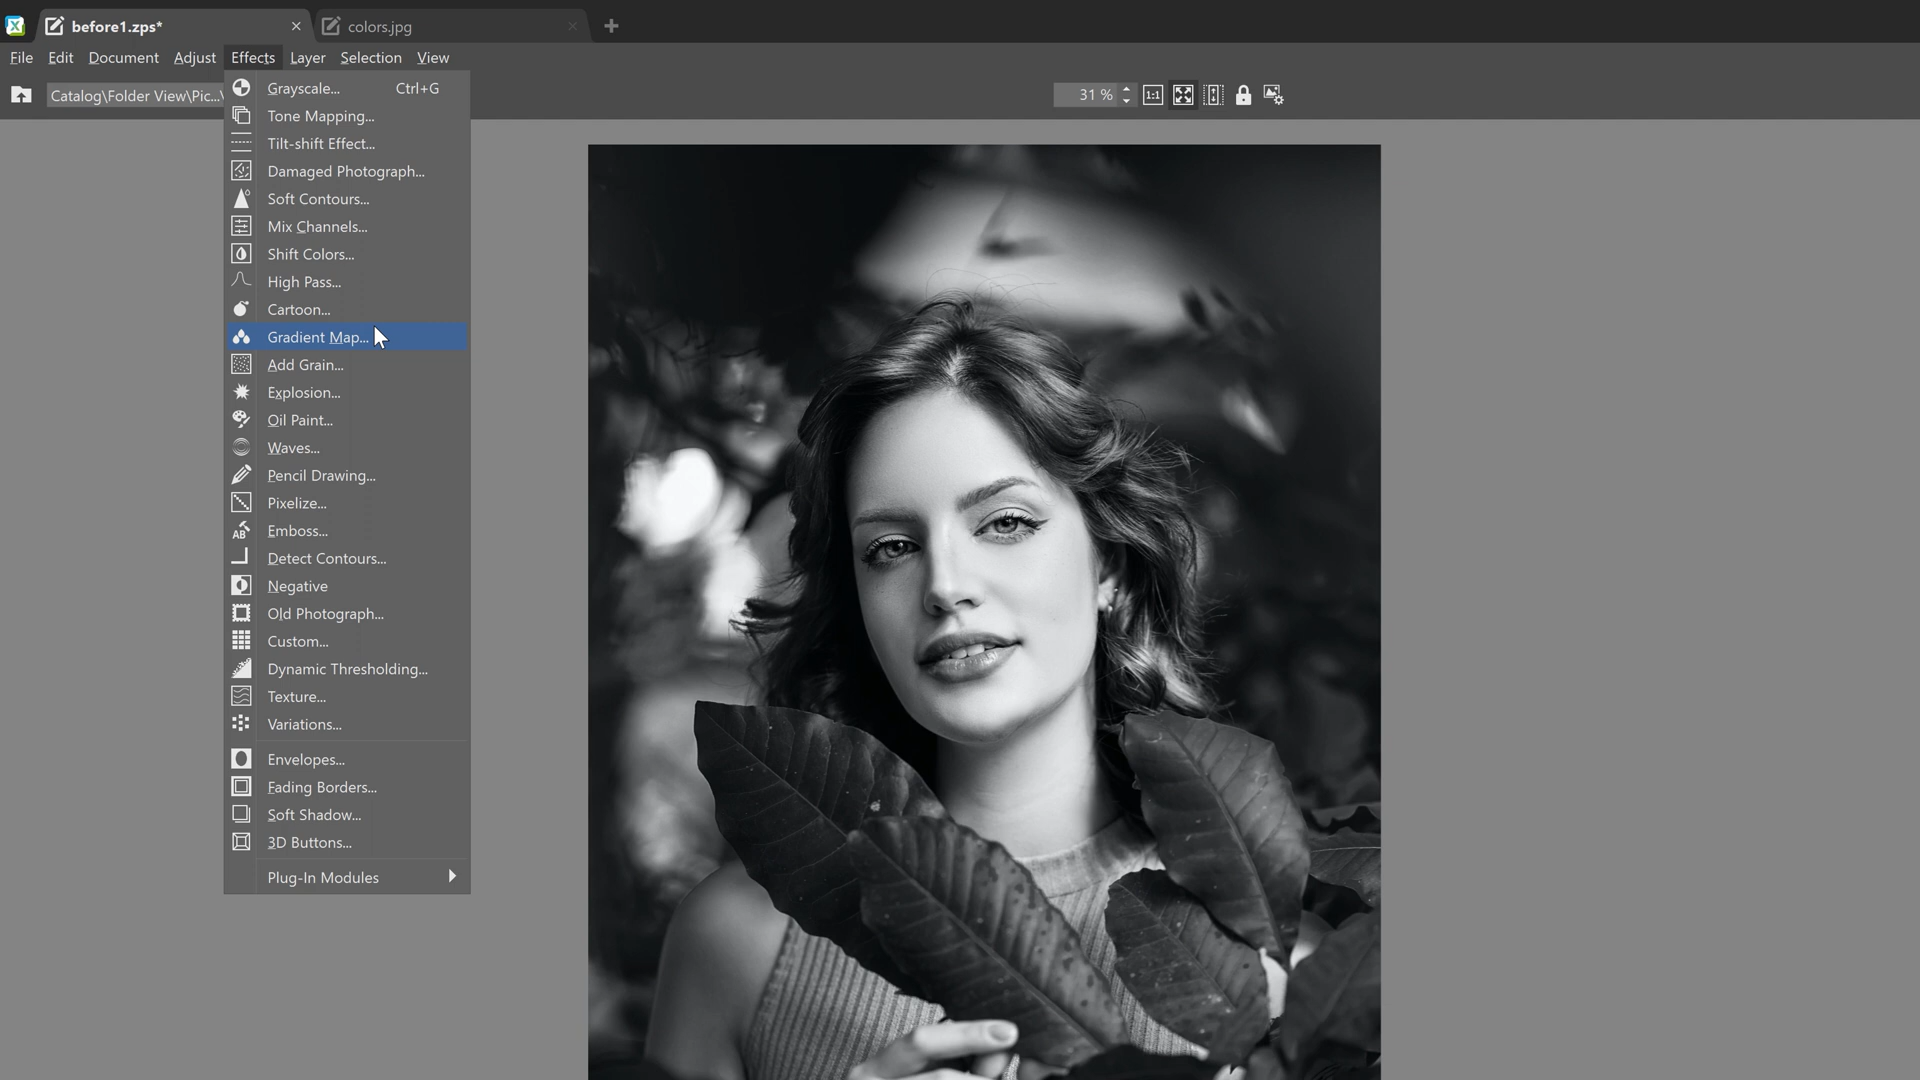 before1.zps*
colors.jpg
File Edit Document Adjust Effects Layer Selection View
Catalog\Folder View\Pic...\
31 %
1:1
Grayscale... Ctrl+G
Tone Mapping...
Tilt-shift Effect...
Damaged Photograph...
Soft Contours...
Mix Channels...
Shift Colors...
High Pass...
Cartoon...
Gradient Map...
Add Grain...
Explosion...
Oil Paint...
Waves...
Pencil Drawing...
Pixelize...
AB
Emboss...
Detect Contours...
Negative
Old Photograph...
Custom...
Dynamic Thresholding...
Texture...
Variations...
Envelopes...
Fading Borders...
Soft Shadow...
3D Buttons...
Plug-In Modules